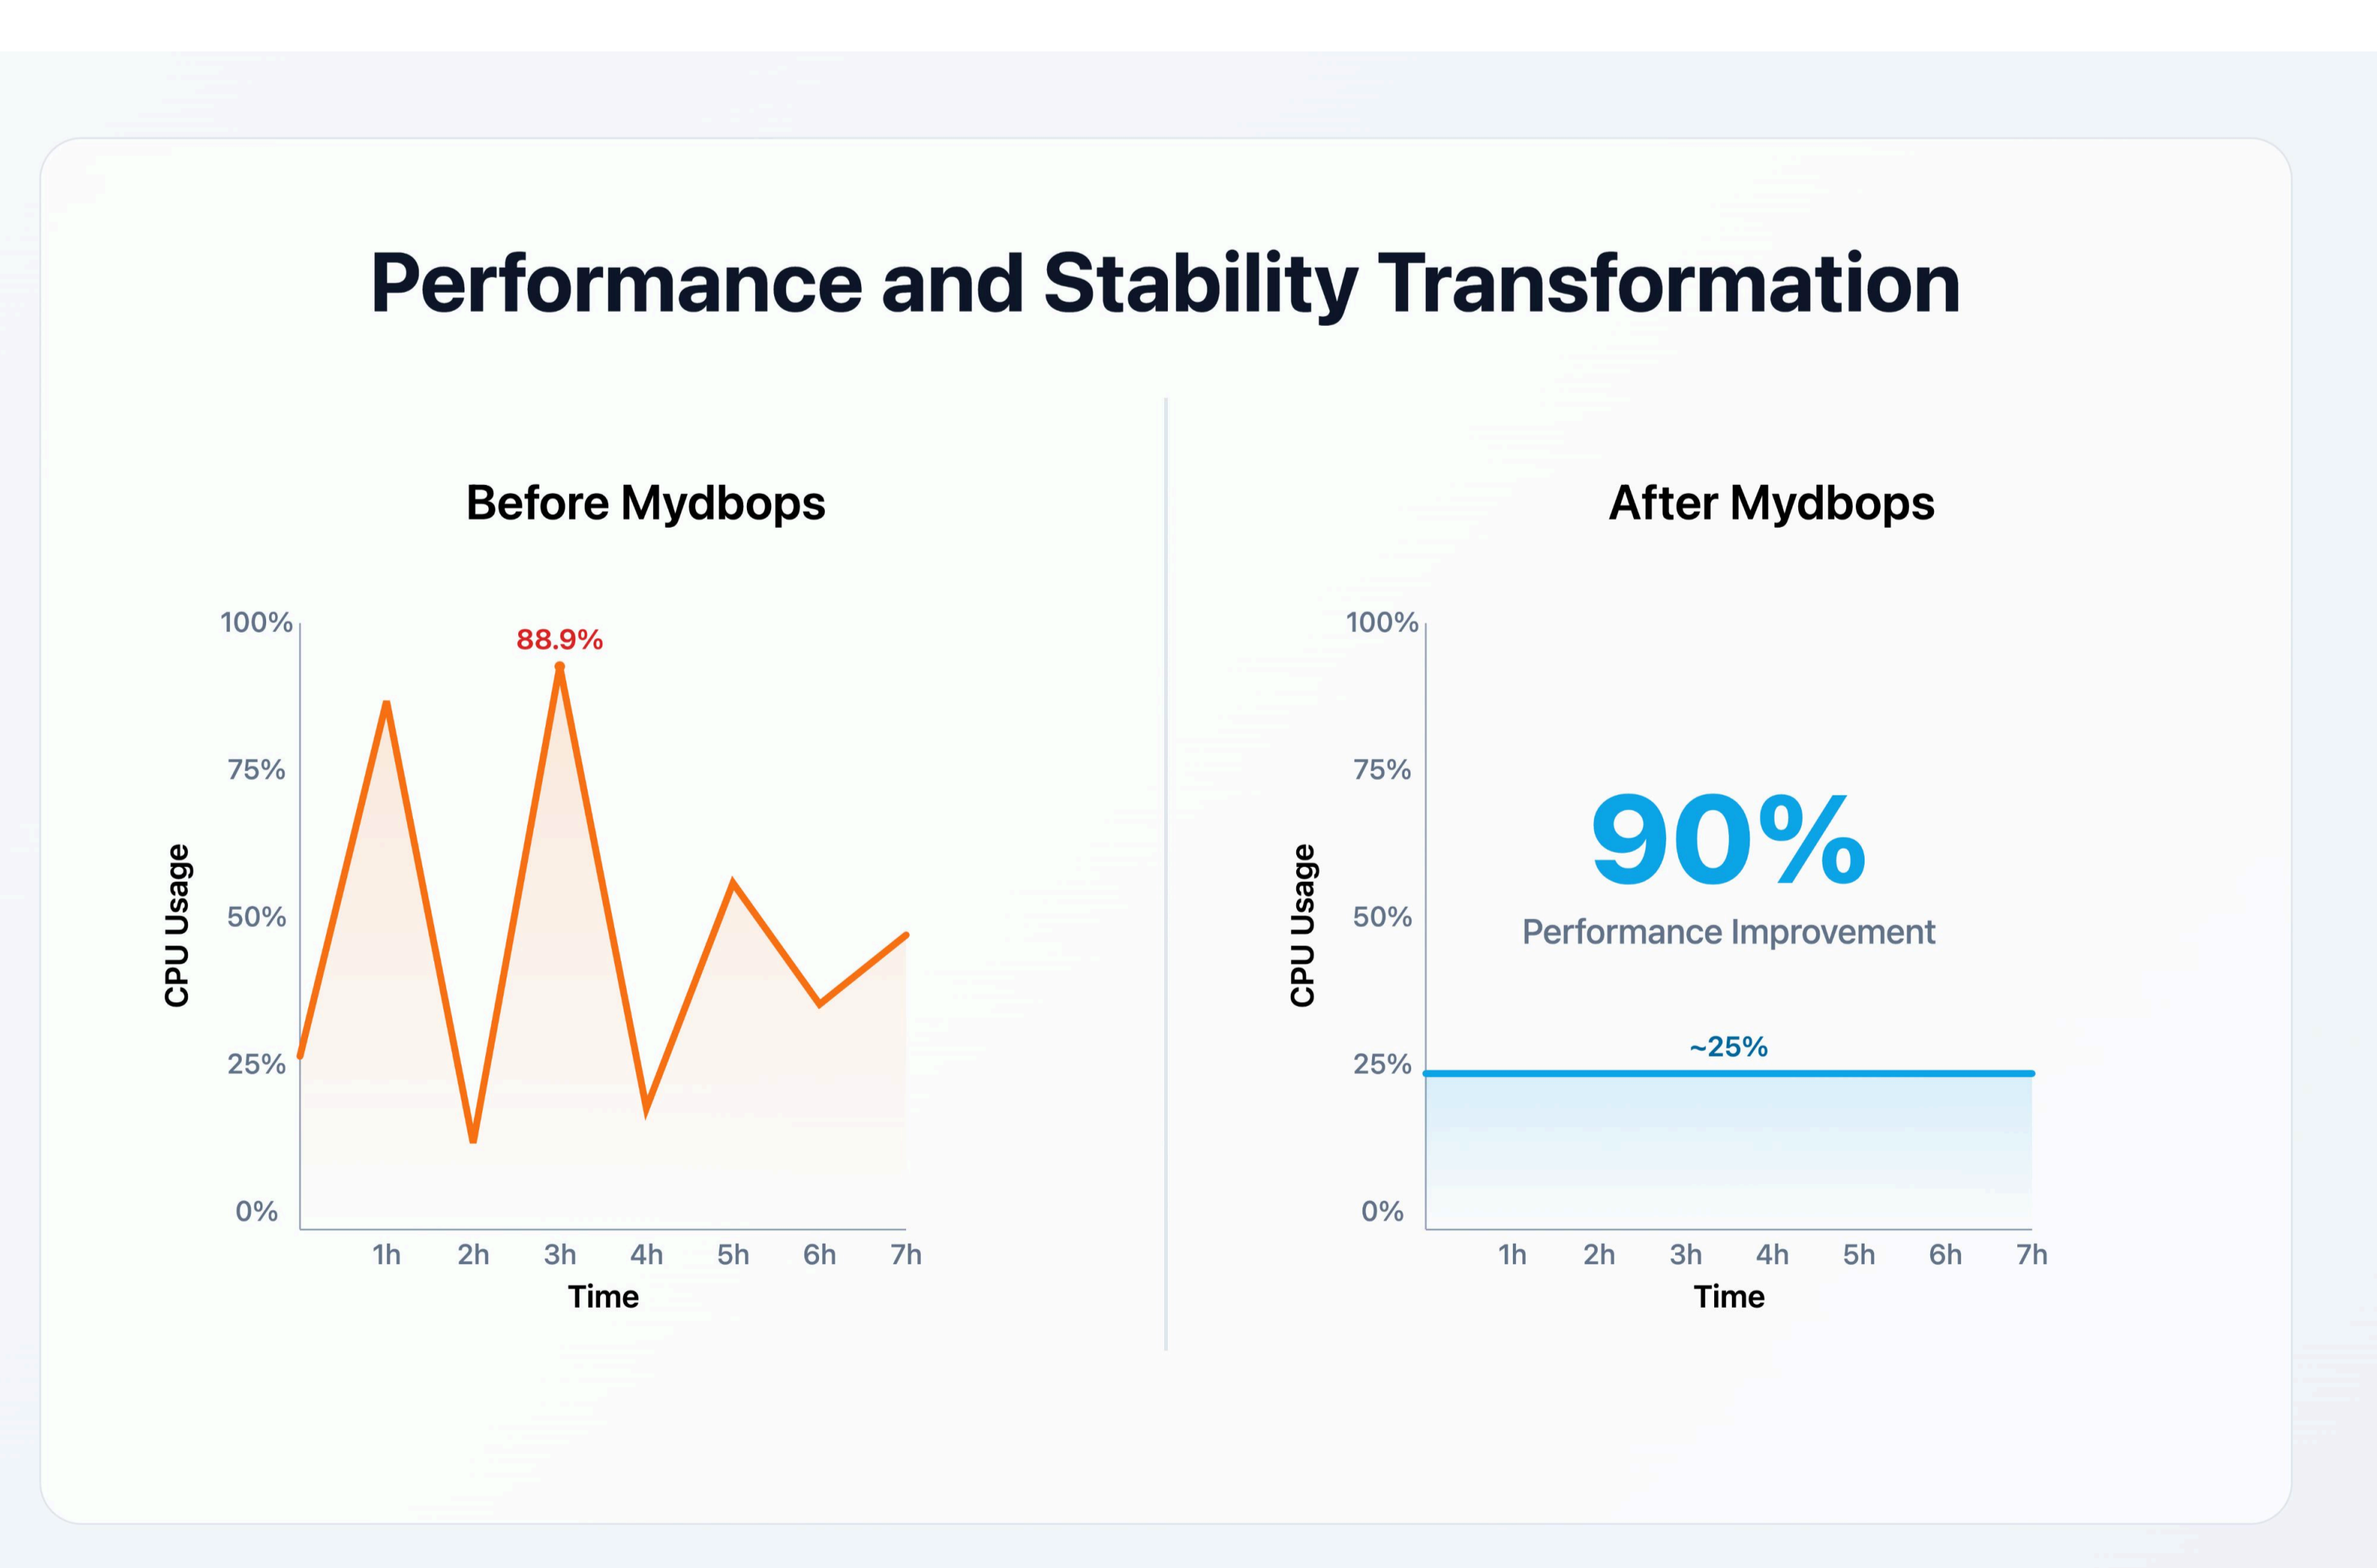 Performance and Stability Transformation
Before Mydbops
100%
88.9%
75%
50%
25%
0%
CPU Usage
1h 2h 3h 4h 5h 6h 7h
Time
After Mydbops
100%
75%
90%
50%
Performance Improvement
~25%
25%
0%
CPU Usage
1h 2h 3h 4h 5h 6h 7h
Time